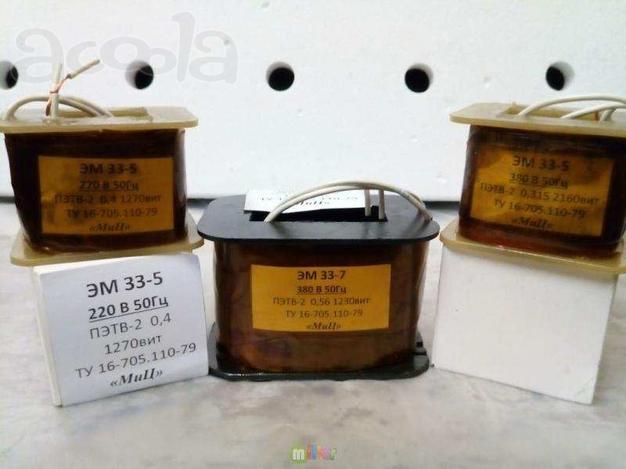 acoola
ЭМ 33-5
220 В 50Гц
ПЭТВ-2 0,4 1270вит
ТУ 16-705.110-79
«МиЦ»
ЭМ 33-5
220 В 50Гц
ПЭТВ-2 0,4
1270вит
ТУ 16-705.110-79
«МиЦ»
ЭМ 33-7
380 В 50Гц
ПЭТВ-2 0,56 1230вит
ТУ 16-705.110-79
«МиЦ»
ЭМ 33-5
380 В 50Гц
ПЭТВ-2 0,315 2160вит
ТУ 16-705.110-79
«МиЦ»